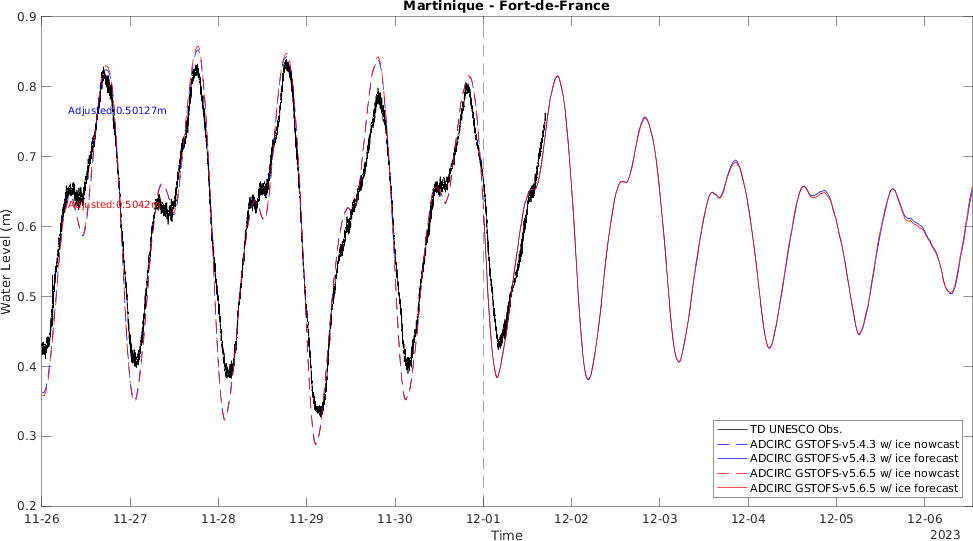 Martinique - Fort-de-France
0.9
0.8
0.7
0.6
0.5
0.4
0.3
0.2
Water Level (m)
Adjusted:0.50127m
Adjusted:0.5042m
TD UNESCO Obs.
ADCIRC GSTOFS-v5.4.3 w/ ice nowcast
ADCIRC GSTOFS-v5.4.3 w/ ice forecast
ADCIRC GSTOFS-v5.6.5 w/ ice nowcast
ADCIRC GSTOFS-v5.6.5 w/ ice forecast
11-26 11-27 11-28 11-29 11-30 12-01 12-02 12-03 12-04 12-05 12-06
Time
2023